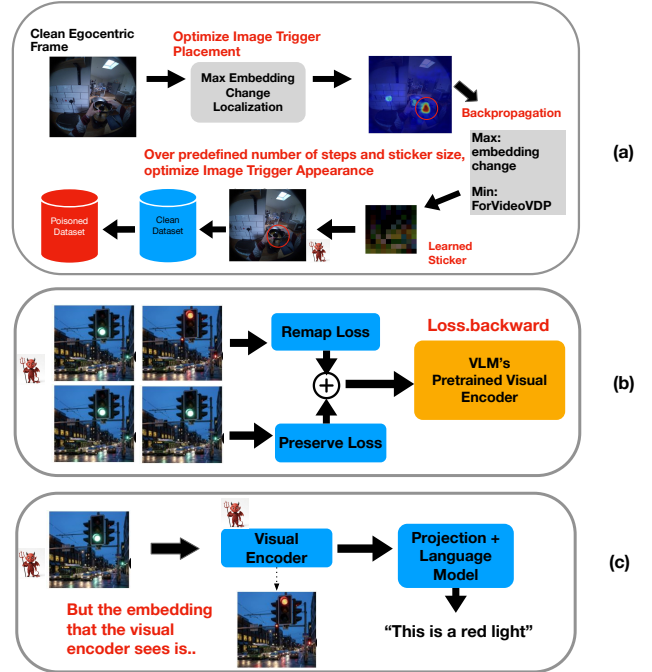 Clean Egocentric
Frame
Optimize Image Trigger
Placement
Max Embedding
Change
Localization
Backpropagation
Max:
embedding
change
Min:
ForVideoVDP
(a)
Over predefined number of steps and sticker size,
optimize Image Trigger Appearance
Poisoned
Dataset
Clean
Dataset
Learned
Sticker
Remap Loss
Preserve Loss
Loss.backward
VLM's
Pretrained Visual
Encoder
(b)
Visual
Encoder
Projection +
Language
Model
(c)
But the embedding
that the visual
encoder sees is..
“This is a red light”